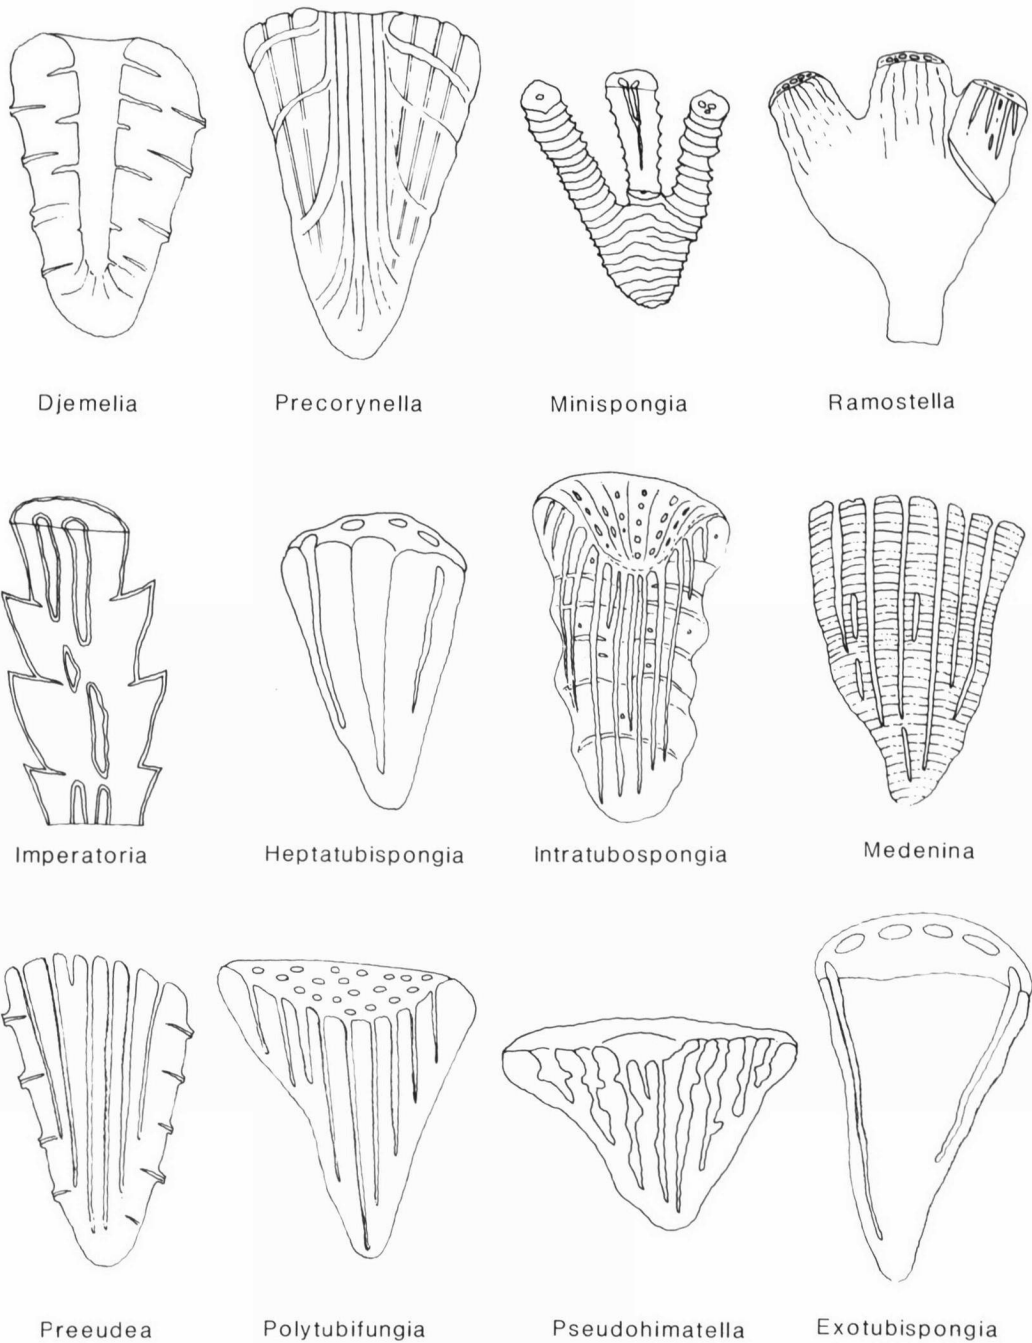 Djemelia Precorynella Minispongia Ramostella
Imperatoria Heptatubispongia Intratubospongia Medenina
Preeudea Polytubifungia Pseudohimatella Exotubispongia